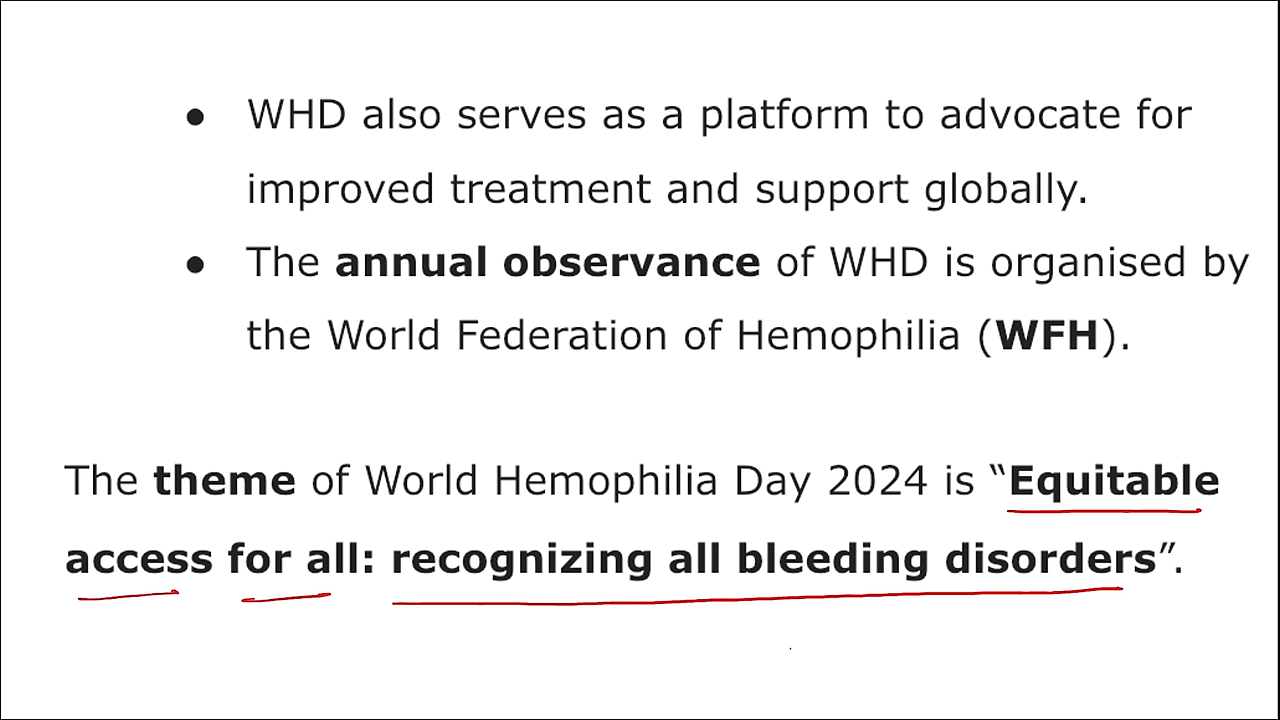 ● WHD also serves as a platform to advocate for
improved treatment and support globally.
● The annual observance of WHD is organised by
the World Federation of Hemophilia (WFH).
The theme of World Hemophilia Day 2024 is “Equitable
access for all: recognizing all bleeding disorders”.